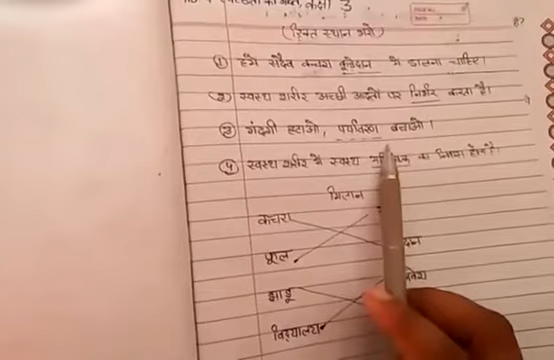 कक्षा 3
(रिक्त स्थान भरो)
① हमें सदैव कचरा कूड़ेदान में डालना चाहिए।
② स्वस्थ शरीर अच्छी आदतों पर निर्भर करता है।
③ गंदगी हटाओ, पर्यावरण बचाओ।
④ स्वस्थ शरीर में स्वस्थ का होता है।
मिलान
कचरा
फूल
झाड़ू
विद्यालय